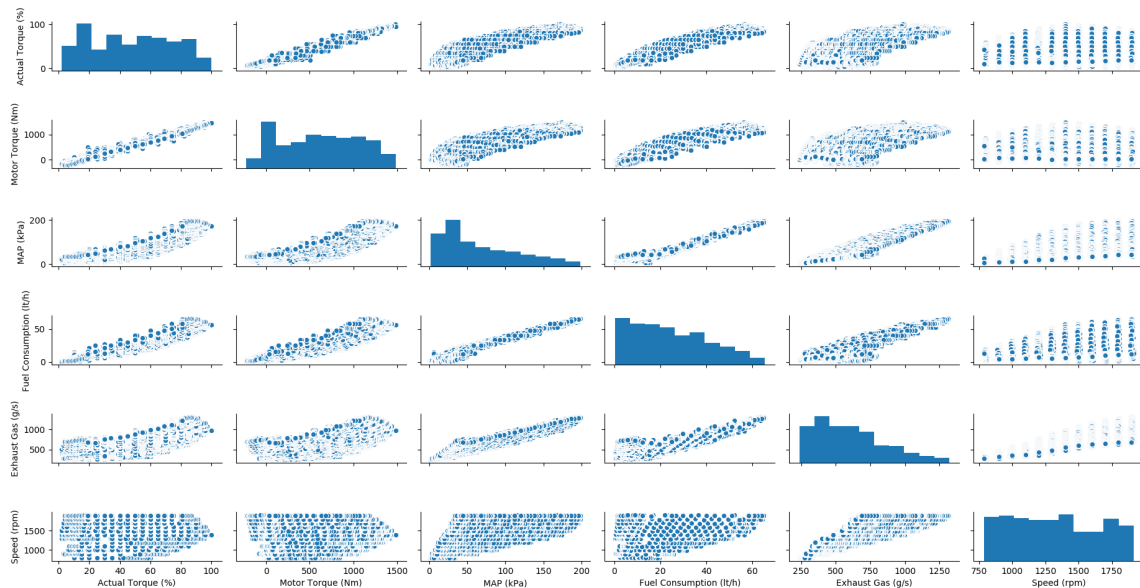 Actual Torque (%)
100
50
0
Motor Torque (Nm)
1000
0
MAP (kPa)
200
100
0
Fuel Consumption (lt/h)
50
0
Exhaust Gas (g/s)
1000
500
Speed (rpm)
1500
1000
0 20 40 60 80 100
0 500 1000 1500
0 50 100 150 200
0 20 40 60
250 500 750 1000 1250
750 1000 1250 1500 1750
Actual Torque (%)
Motor Torque (Nm)
MAP (kPa)
Fuel Consumption (lt/h)
Exhaust Gas (g/s)
Speed (rpm)